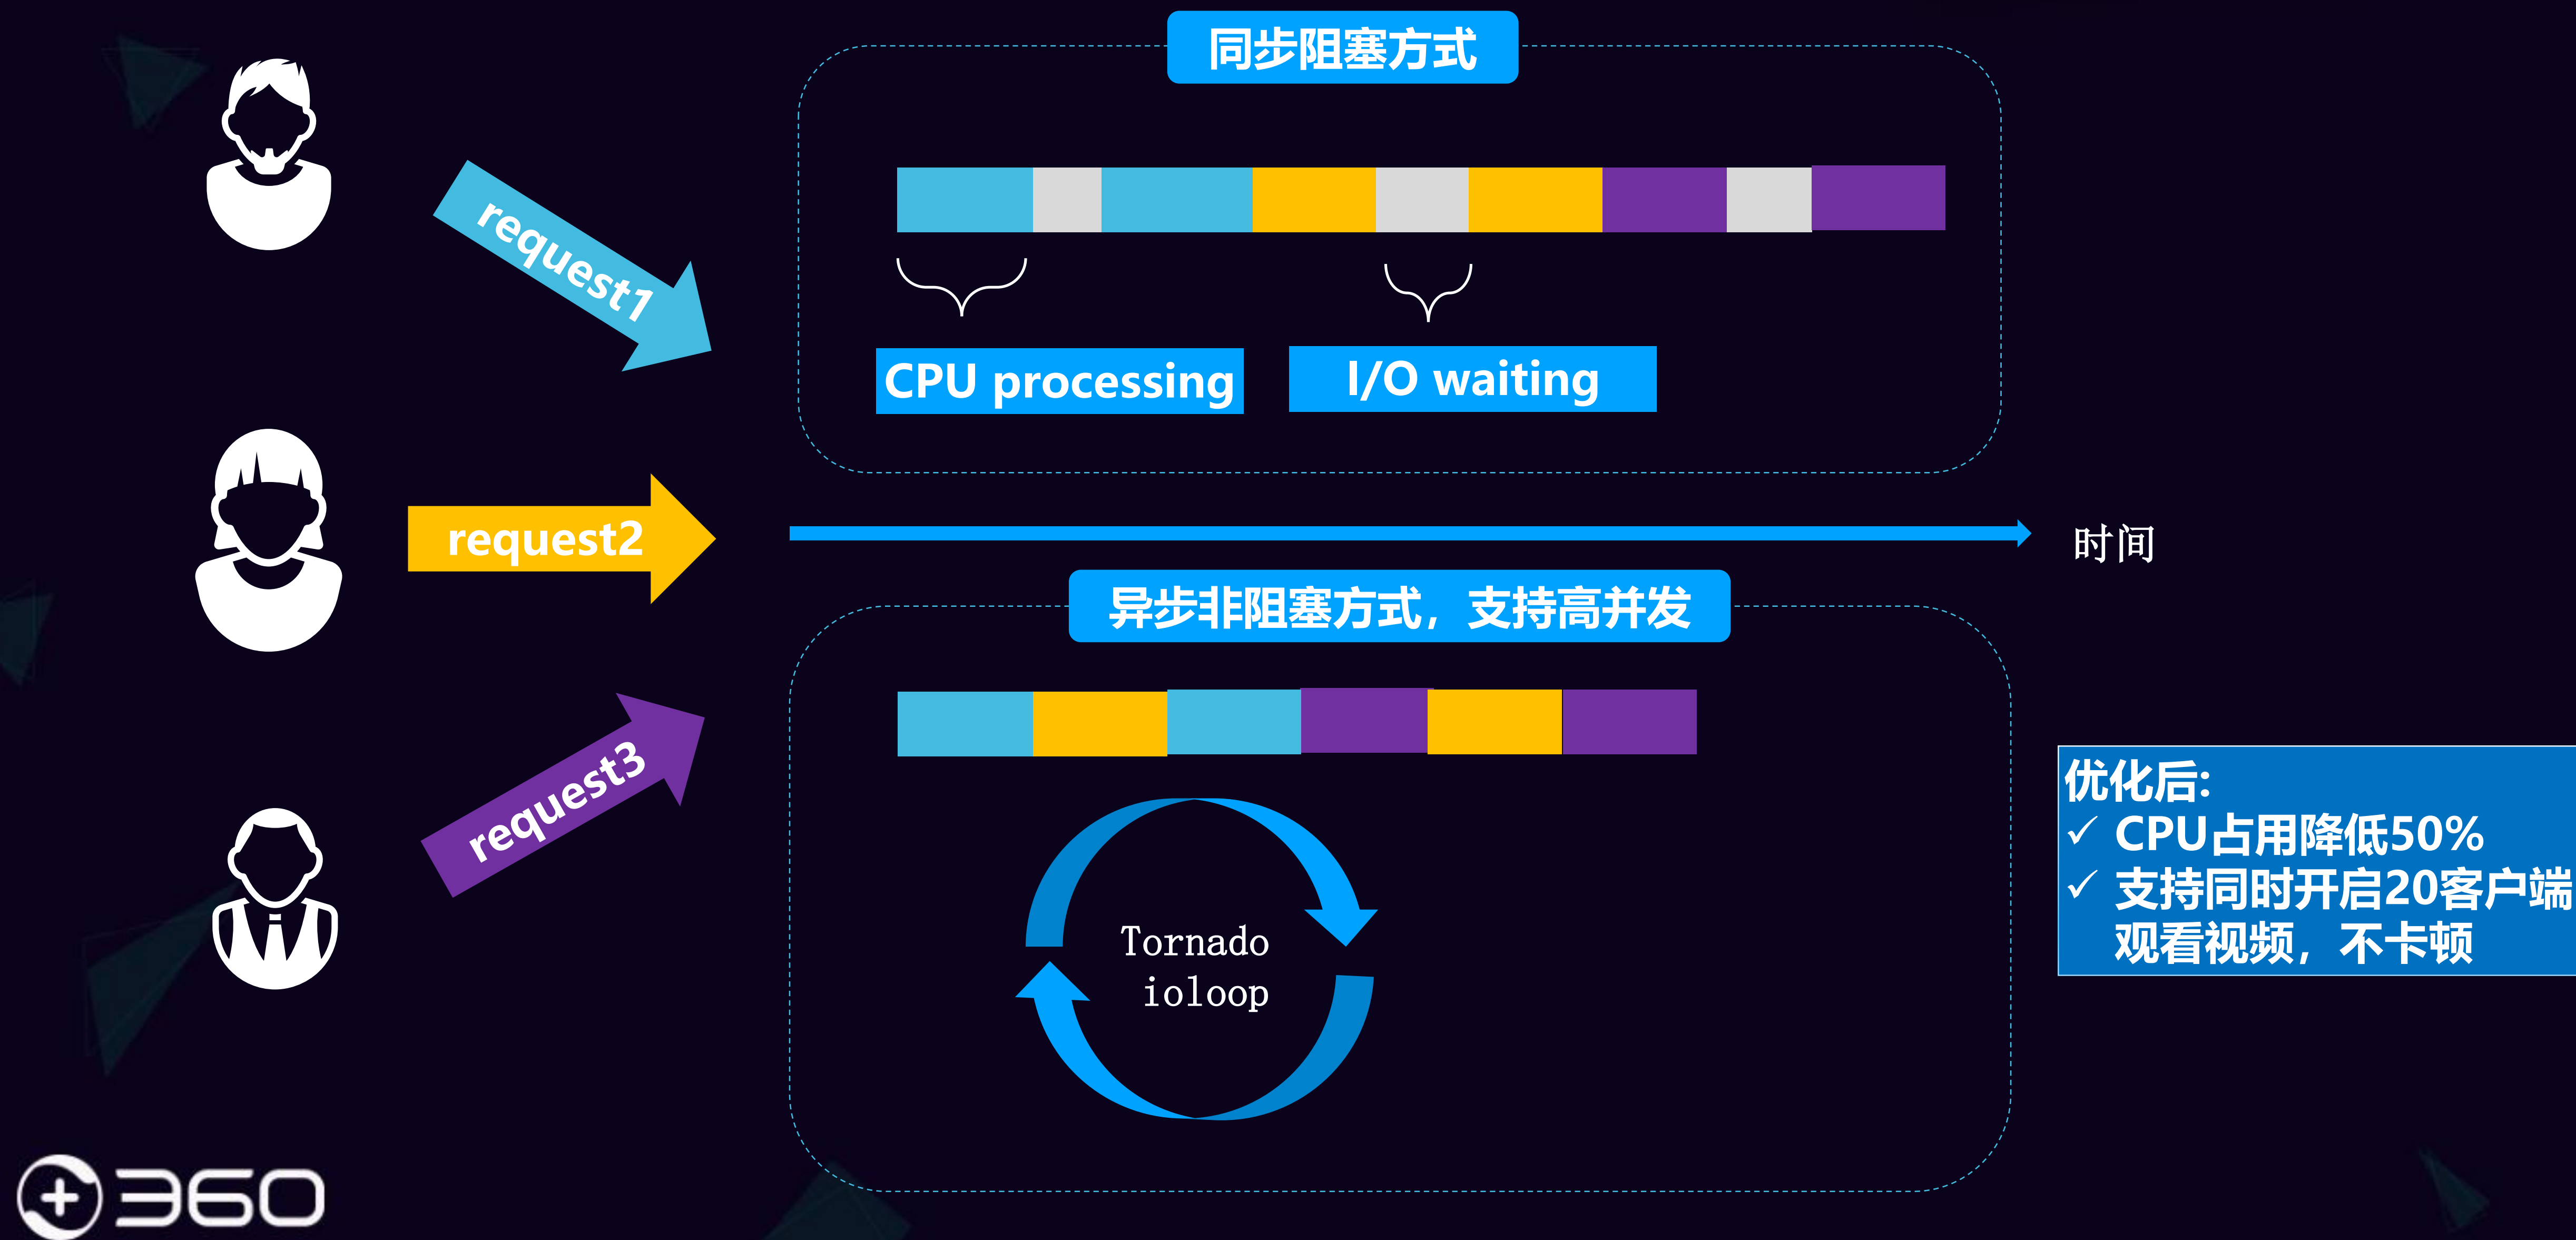 同步阻塞方式
request1
CPU processing
I/O waiting
request2
时间
异步非阻塞方式，支持高并发
request3
Tornado
ioloop
优化后:
✓ CPU占用降低50%
✓ 支持同时开启20客户端
观看视频，不卡顿
360